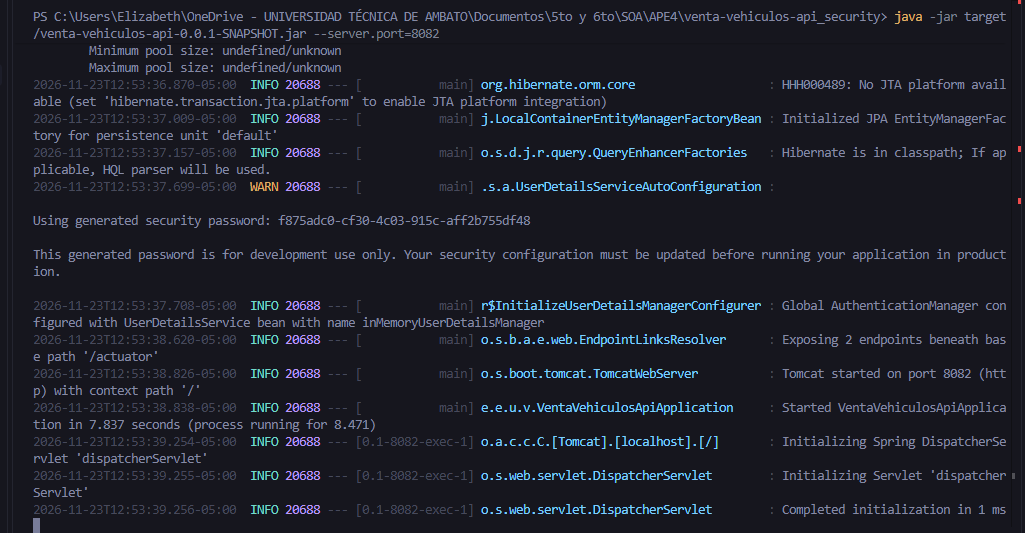 PS C:\Users\Elizabeth\OneDrive - UNIVERSIDAD TÉCNICA DE AMBATO\Documentos\5to y 6to\SOA\APE4\venta-vehiculos-api_security> java -jar target
/venta-vehiculos-api-0.0.1-SNAPSHOT.jar --server.port=8082
        Minimum pool size: undefined/unknown
        Maximum pool size: undefined/unknown
2026-11-23T12:53:36.870-05:00  INFO 20688 --- [           main] org.hibernate.orm.core                   : HHH000489: No JTA platform avail
able (set 'hibernate.transaction.jta.platform' to enable JTA platform integration)
2026-11-23T12:53:37.009-05:00  INFO 20688 --- [           main] j.LocalContainerEntityManagerFactoryBean : Initialized JPA EntityManagerFac
tory for persistence unit 'default'
2026-11-23T12:53:37.157-05:00  INFO 20688 --- [           main] o.s.d.j.r.query.QueryEnhancerFactories   : Hibernate is in classpath; If ap
plicable, HQL parser will be used.
2026-11-23T12:53:37.699-05:00  WARN 20688 --- [           main] .s.a.UserDetailsServiceAutoConfiguration :
Using generated security password: f875adc0-cf30-4c03-915c-aff2b755df48
This generated password is for development use only. Your security configuration must be updated before running your application in product
ion.
2026-11-23T12:53:37.708-05:00  INFO 20688 --- [           main] r$InitializeUserDetailsManagerConfigurer : Global AuthenticationManager con
figured with UserDetailsService bean with name inMemoryUserDetailsManager
2026-11-23T12:53:38.620-05:00  INFO 20688 --- [           main] o.s.b.a.e.web.EndpointLinksResolver      : Exposing 2 endpoints beneath bas
e path '/actuator'
2026-11-23T12:53:38.826-05:00  INFO 20688 --- [           main] o.s.boot.tomcat.TomcatWebServer          : Tomcat started on port 8082 (htt
p) with context path '/'
2026-11-23T12:53:38.838-05:00  INFO 20688 --- [           main] e.e.u.v.VentaVehiculosApiApplication     : Started VentaVehiculosApiApplica
tion in 7.837 seconds (process running for 8.471)
2026-11-23T12:53:39.254-05:00  INFO 20688 --- [0.1-8082-exec-1] o.a.c.c.C.[Tomcat].[localhost].[/]       : Initializing Spring DispatcherSe
rvlet 'dispatcherServlet'
2026-11-23T12:53:39.255-05:00  INFO 20688 --- [0.1-8082-exec-1] o.s.web.servlet.DispatcherServlet        : Initializing Servlet 'dispatcher
Servlet'
2026-11-23T12:53:39.256-05:00  INFO 20688 --- [0.1-8082-exec-1] o.s.web.servlet.DispatcherServlet        : Completed initialization in 1 ms